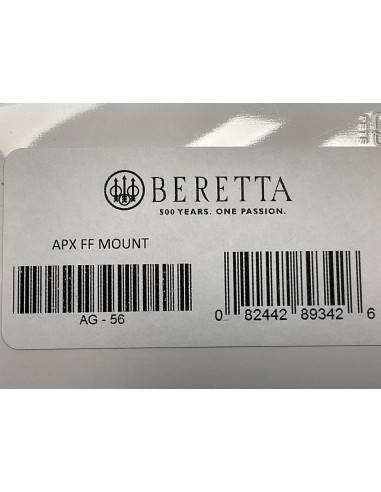 BERETTA
500 YEARS. ONE PASSION.
APX FF MOUNT
AG - 56
0 82442 89342 6